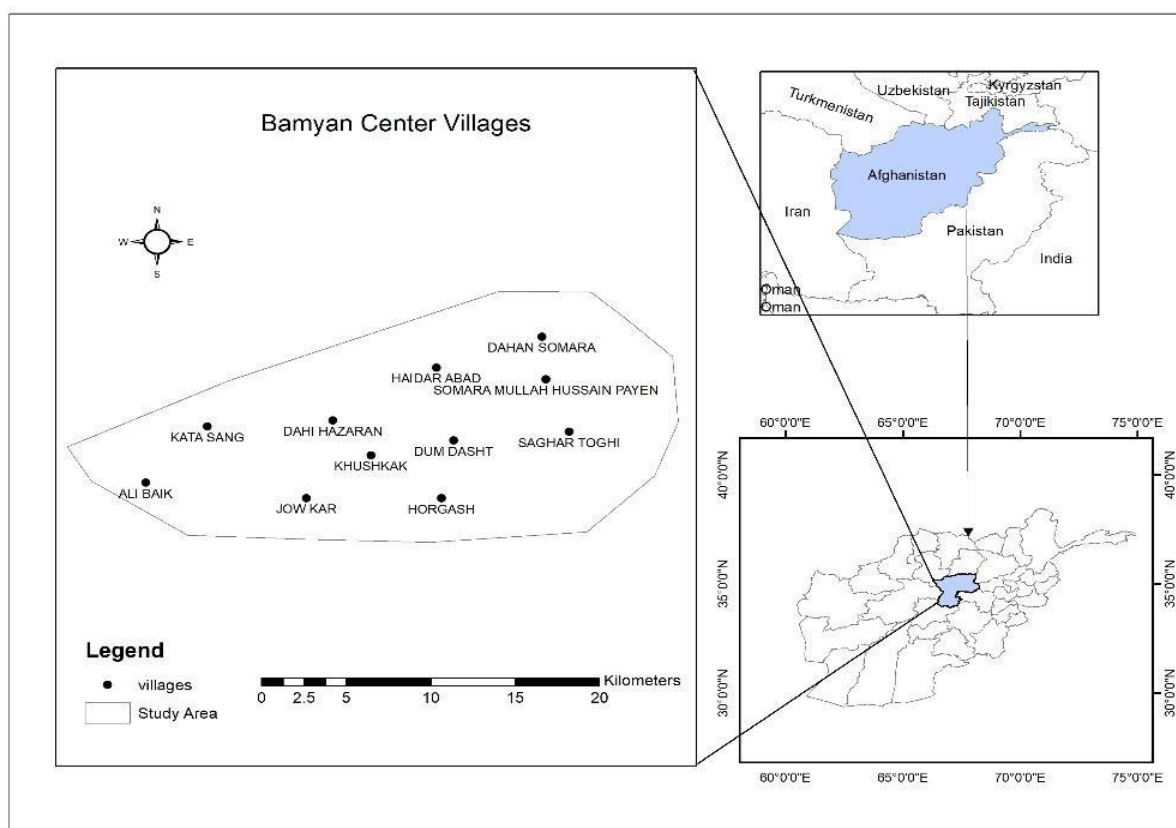 Bamyan Center Villages
N
W E
S
DAHAN SOMARA
HAIDAR ABAD
SOMARA MULLAH HUSSAIN PAYEN
KATA SANG
DAHI HAZARAN
DUM DASHT
SAGHAR TOGHI
KHUSHKAK
ALI BAIK
JOW KAR
HORGASH
Legend
villages
Study Area
Kilometers
0 2.5 5 10 15 20
Uzbekistan
Kyrgyzstan
Turkmenistan
Tajikistan
Afghanistan
Iran
Pakistan
India
Oman
Oman
60°0'0"E 65°0'0"E 70°0'0"E 75°0'0"E
40°0'0"N
40°0'0"N
35°0'0"N
35°0'0"N
30°0'0"N
30°0'0"N
60°0'0"E 65°0'0"E 70°0'0"E 75°0'0"E